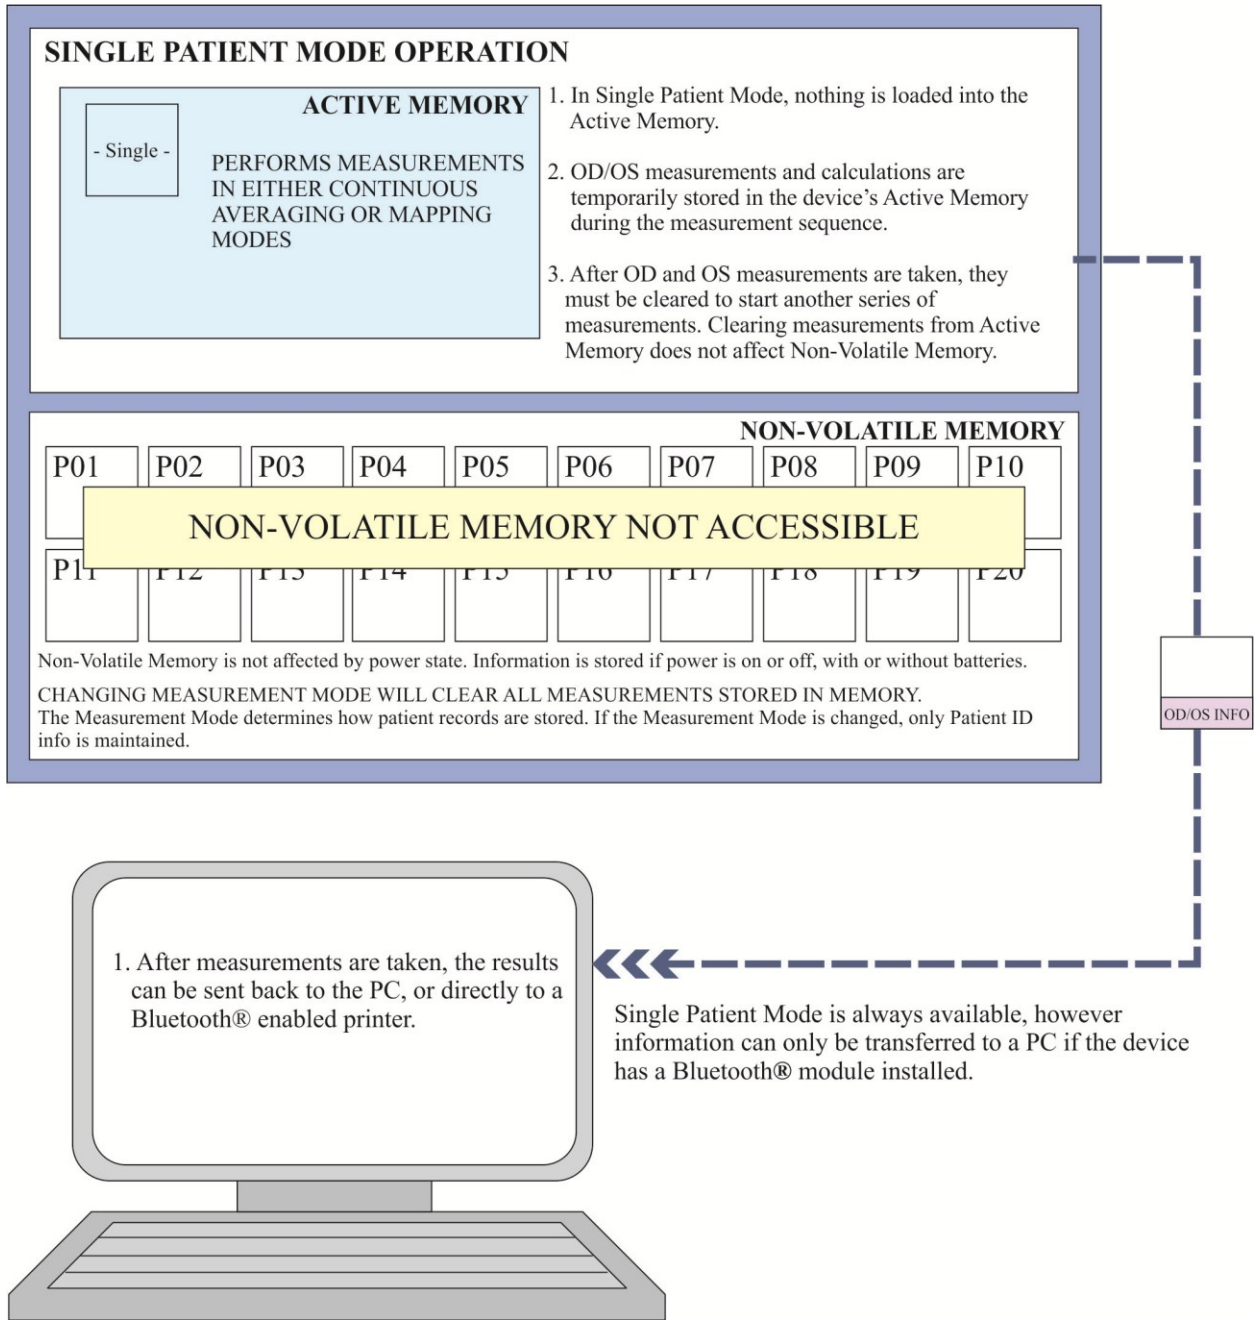 SINGLE PATIENT MODE OPERATION
ACTIVE MEMORY
- Single -
PERFORMS MEASUREMENTS
IN EITHER CONTINUOUS
AVERAGING OR MAPPING
MODES
1. In Single Patient Mode, nothing is loaded into the
Active Memory.
2. OD/OS measurements and calculations are
temporarily stored in the device's Active Memory
during the measurement sequence.
3. After OD and OS measurements are taken, they
must be cleared to start another series of
measurements. Clearing measurements from Active
Memory does not affect Non-Volatile Memory.
NON-VOLATILE MEMORY
P01 P02 P03 P04 P05 P06 P07 P08 P09 P10
NON-VOLATILE MEMORY NOT ACCESSIBLE
P11 P12 P13 P14 P15 P16 P17 P18 P19 P20
Non-Volatile Memory is not affected by power state. Information is stored if power is on or off, with or without batteries.
CHANGING MEASUREMENT MODE WILL CLEAR ALL MEASUREMENTS STORED IN MEMORY.
The Measurement Mode determines how patient records are stored. If the Measurement Mode is changed, only Patient ID
info is maintained.
OD/OS INFO
1. After measurements are taken, the results
can be sent back to the PC, or directly to a
Bluetooth® enabled printer.
Single Patient Mode is always available, however
information can only be transferred to a PC if the device
has a Bluetooth® module installed.